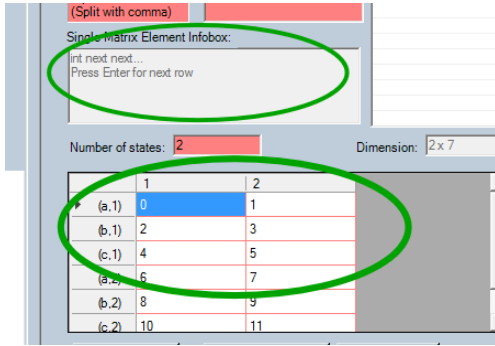 (Split with comma)
Single Matrix Element Infobox:
int next next...
Press Enter for next row
Number of states: 2 Dimension: 2 x 7
1 2
(a,1) 0 1
(b,1) 2 3
(c,1) 4 5
(a,2) 6 7
(b,2) 8 9
(c,2) 10 11